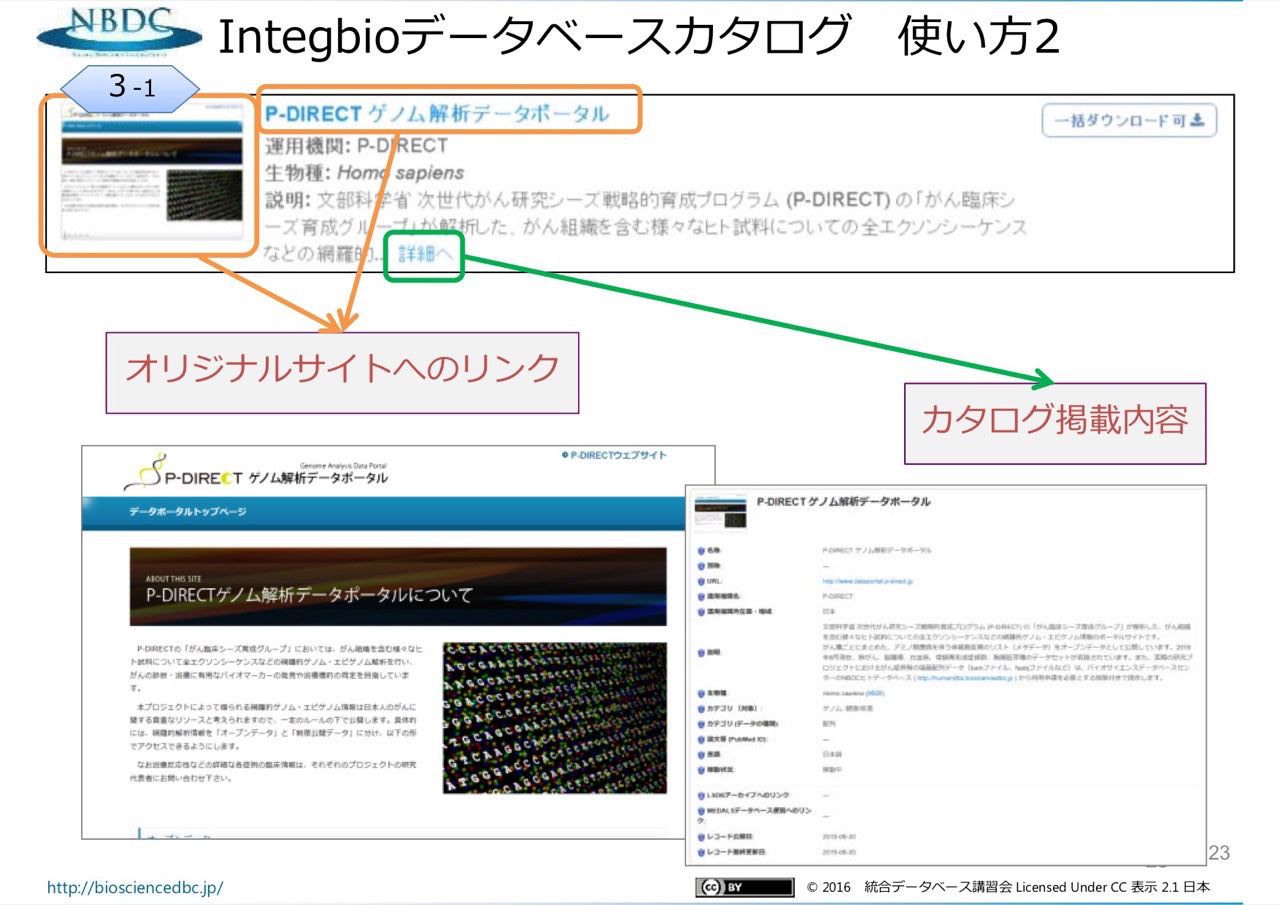 NBDC
Integbioデータベースカタログ 使い方2
3-1
P-DIRECT ゲノム解析データポータル
一括ダウンロード可
運用機関: P-DIRECT
生物種: Homo sapiens
説明: 文部科学省 次世代がん研究シーズ戦略的育成プログラム (P-DIRECT) の「がん臨床シ
ーズ育成グループ」が解析した、がん組織を含む様々なヒト試料についての全エクソンシーケンス
などの網羅的... 詳細へ
オリジナルサイトへのリンク
カタログ掲載内容
Genome Analysis Data Portal
P-DIRECT ゲノム解析データポータル
P-DIRECTウェブサイト
データポータルトップページ
ABOUT THIS SITE
P-DIRECTゲノム解析データポータルについて
P-DIRECTの「がん臨床シーズ育成グループ」においては、がん組織を含む様々なヒ
ト試料について全エクソンシーケンスなどの網羅的ゲノム・エピゲノム解析を行い、
がんの診断・治療に有用なバイオマーカーの発見や治療標的の同定を目指していま
す。
本プロジェクトによって得られる網羅的ゲノム・エピゲノム情報は日本人のがんに
関する貴重なリソースと考えられますので、一定のルールの下で公開します。具体的
には、網羅的解析情報を「オープンデータ」と「制限公開データ」に分け、以下の形
でアクセスできるようにします。
なお治療反応性などの詳細な各症例の臨床情報は、それぞれのプロジェクトの研究
代表者にお問い合わせ下さい。
P-DIRECT ゲノム解析データポータル
名称: P-DIRECT ゲノム解析データポータル
別称: —
URL: http://www.dataportal.p-direct.jp
運用機関名: P-DIRECT
運用機関所在国・地域: 日本
説明:
生物種: Homo sapiens (9606)
カテゴリ (対象): ゲノム, 健康/疾患
カテゴリ (データの種類): 配列
論文等 (PubMed ID): —
言語: 日本語
稼動状況: 稼動中
LSDBアーカイブへのリンク: —
MEDALSデータベース便覧へのリン
ク: —
レコード公開日:
レコード最終更新日:
23
http://biosciencedbc.jp/
CC BY
© 2016 統合データベース講習会 Licensed Under CC 表示 2.1 日本